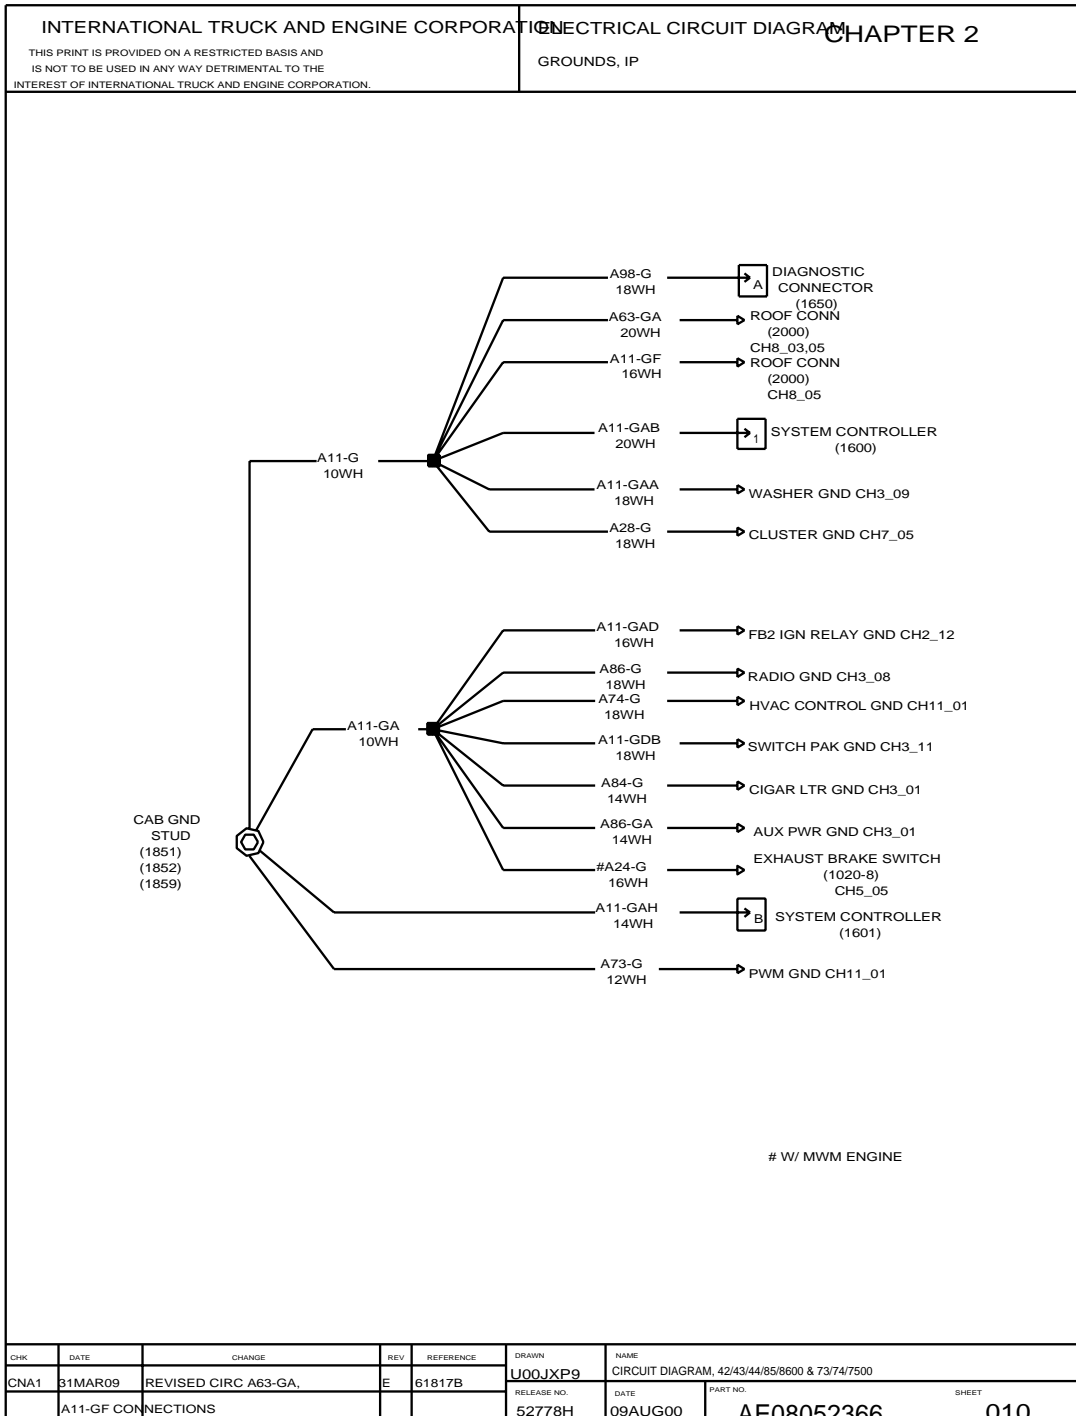 INTERNATIONAL TRUCK AND ENGINE CORPORATION
THIS PRINT IS PROVIDED ON A RESTRICTED BASIS AND
IS NOT TO BE USED IN ANY WAY DETRIMENTAL TO THE
INTEREST OF INTERNATIONAL TRUCK AND ENGINE CORPORATION.
ELECTRICAL CIRCUIT DIAGRAM
CHAPTER 2
GROUNDS, IP
A98-G
18WH
A
DIAGNOSTIC
CONNECTOR
(1650)
A63-GA
20WH
ROOF CONN
(2000)
CH8_03,05
A11-GF
16WH
ROOF CONN
(2000)
CH8_05
A11-GAB
20WH
1
SYSTEM CONTROLLER
(1600)
A11-G
10WH
A11-GAA
18WH
WASHER GND CH3_09
A28-G
18WH
CLUSTER GND CH7_05
A11-GAD
16WH
FB2 IGN RELAY GND CH2_12
A86-G
18WH
RADIO GND CH3_08
A74-G
18WH
HVAC CONTROL GND CH11_01
A11-GA
10WH
A11-GDB
18WH
SWITCH PAK GND CH3_11
A84-G
14WH
CIGAR LTR GND CH3_01
A86-GA
14WH
AUX PWR GND CH3_01
CAB GND
STUD
(1851)
(1852)
(1859)
#A24-G
16WH
EXHAUST BRAKE SWITCH
(1020-8)
CH5_05
A11-GAH
14WH
B
SYSTEM CONTROLLER
(1601)
A73-G
12WH
PWM GND CH11_01
# W/ MWM ENGINE
CHK DATE CHANGE REV REFERENCE
CNA1 31MAR09 REVISED CIRC A63-GA, E 61817B
A11-GF CONNECTIONS
DRAWN
U00JXP9
NAME
CIRCUIT DIAGRAM, 42/43/44/85/8600 & 73/74/7500
RELEASE NO.
52778H
DATE
09AUG00
PART NO.
AE08052366
SHEET
010